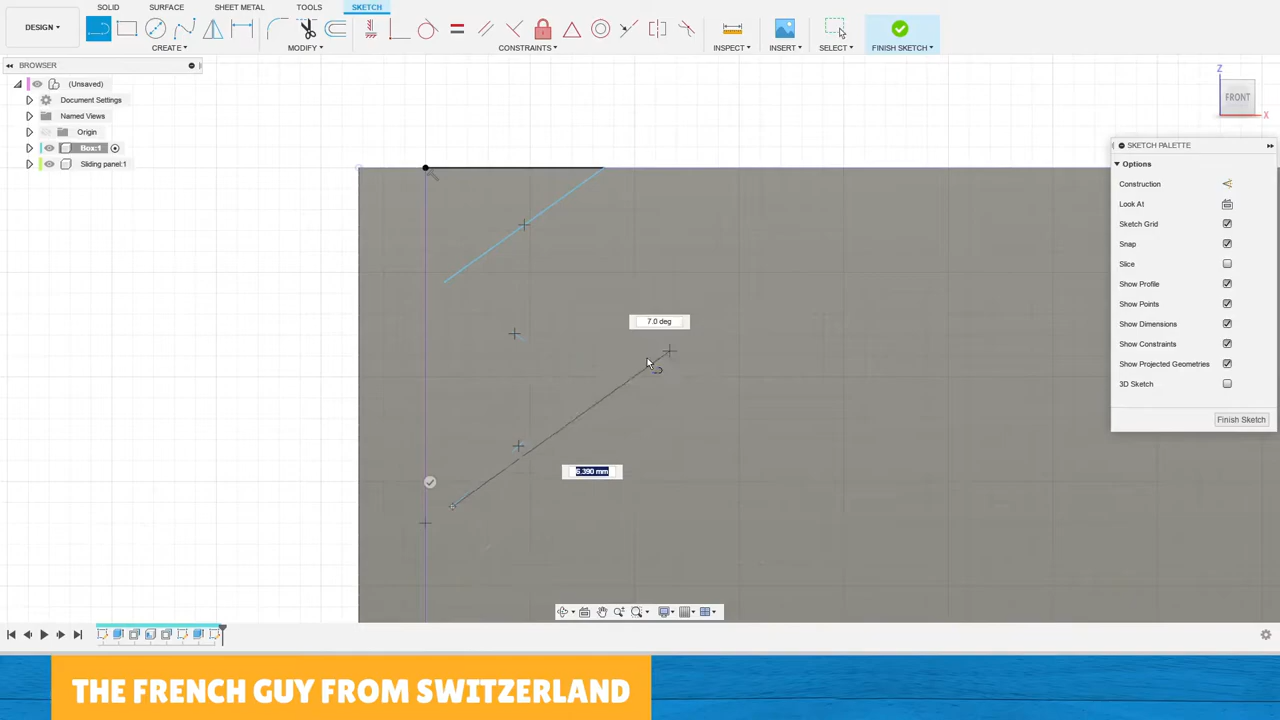 SOLID SURFACE SHEET METAL TOOLS SKETCH
DESIGN
CREATE MODIFY CONSTRAINTS INSPECT INSERT SELECT FINISH SKETCH
BROWSER
(Unsaved)
Document Settings
Named Views
Origin
Box:1
Sliding panel:1
Z
FRONT
X
SKETCH PALETTE
Options
Construction
Look At
Sketch Grid
Snap
Slice
Show Profile
Show Points
Show Dimensions
Show Constraints
Show Projected Geometries
3D Sketch
Finish Sketch
7.0 deg
6.390 mm
THE FRENCH GUY FROM SWITZERLAND